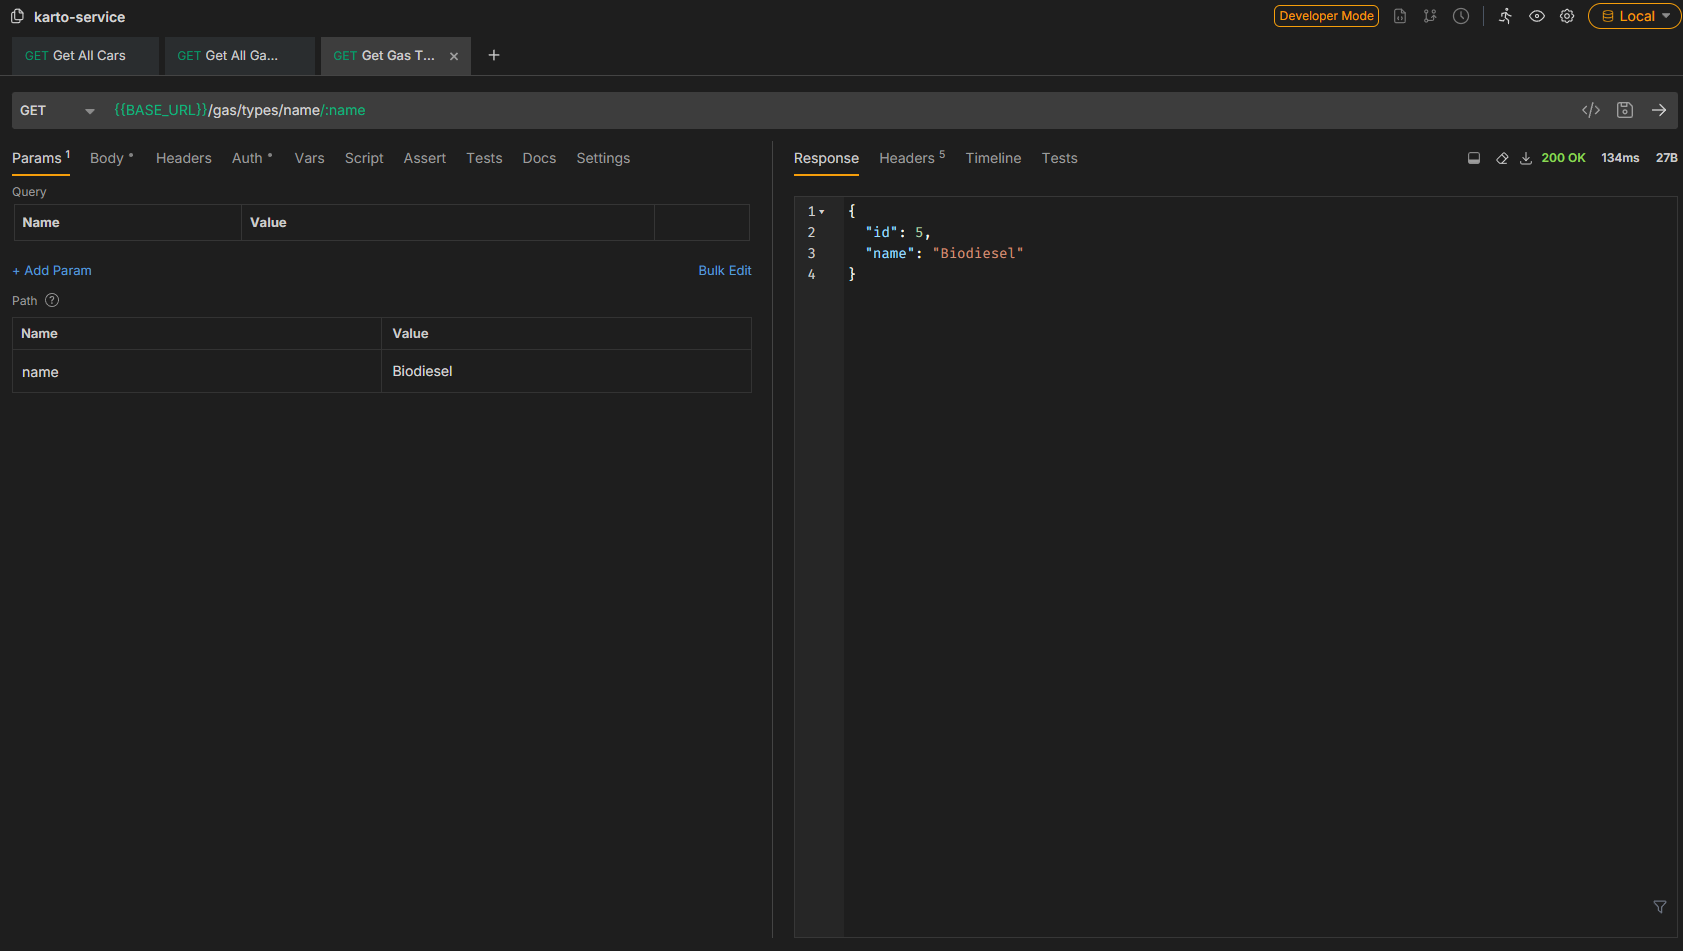 karto-service
Developer Mode
Local
GET Get All Cars
GET Get All Ga...
GET Get Gas T...
GET
{{BASE_URL}}/gas/types/name/:name
Params 1
Body
Headers
Auth
Vars
Script
Assert
Tests
Docs
Settings
Query
Name
Value
+ Add Param
Bulk Edit
Path ?
Name
Value
name
Biodiesel
Response
Headers 5
Timeline
Tests
200 OK
134ms
27B
1 {
2 "id": 5,
3 "name": "Biodiesel"
4 }